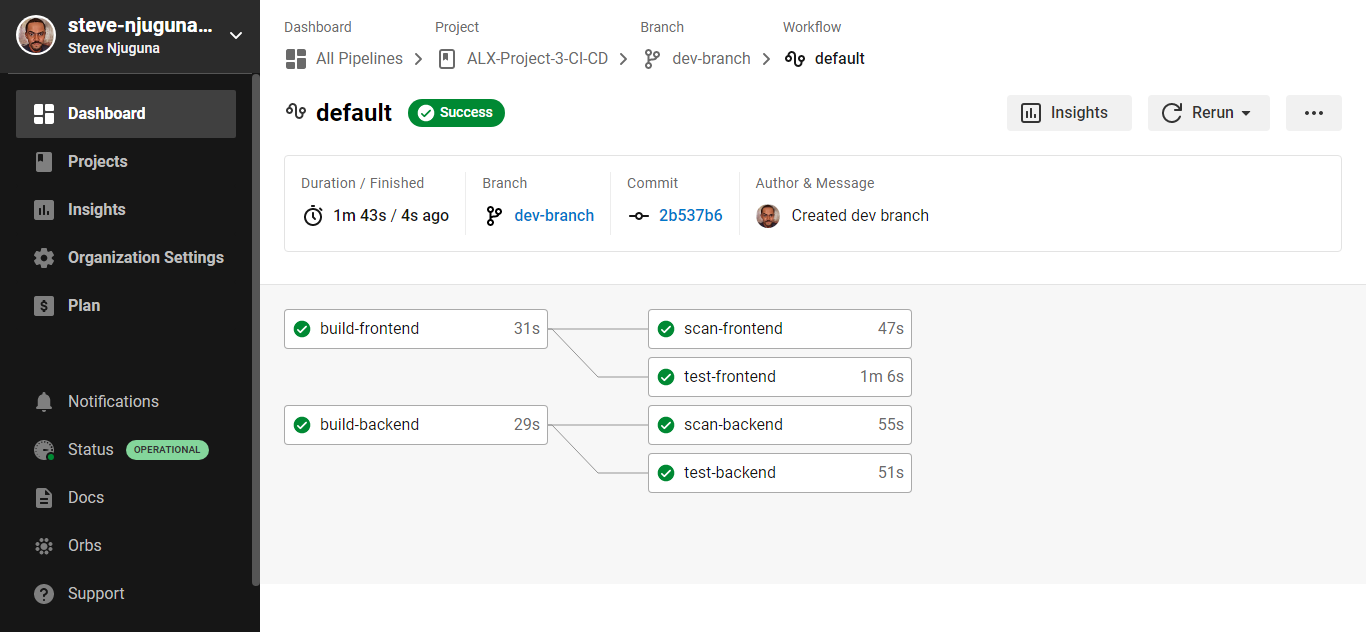 steve-njuguna...
Steve Njuguna
Dashboard
Projects
Insights
Organization Settings
Plan
Notifications
Status OPERATIONAL
Docs
Orbs
Support
Dashboard Project Branch Workflow
All Pipelines ALX-Project-3-CI-CD dev-branch default
default Success Insights Rerun
Duration / Finished Branch Commit Author & Message
1m 43s / 4s ago dev-branch 2b537b6 Created dev branch
build-frontend 31s scan-frontend 47s
test-frontend 1m 6s
build-backend 29s scan-backend 55s
test-backend 51s